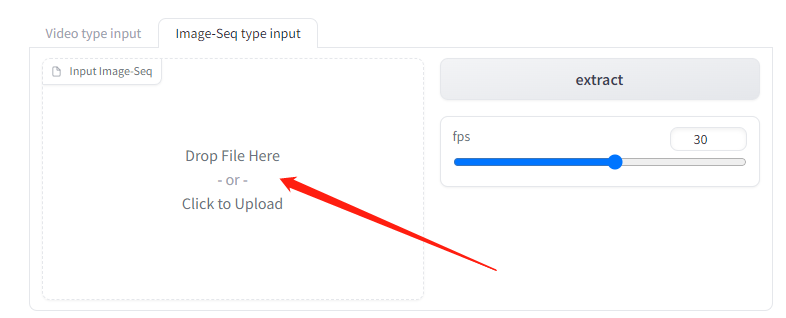 Video type input
Image-Seq type input
Input Image-Seq
Drop File Here
- or -
Click to Upload
extract
fps
30